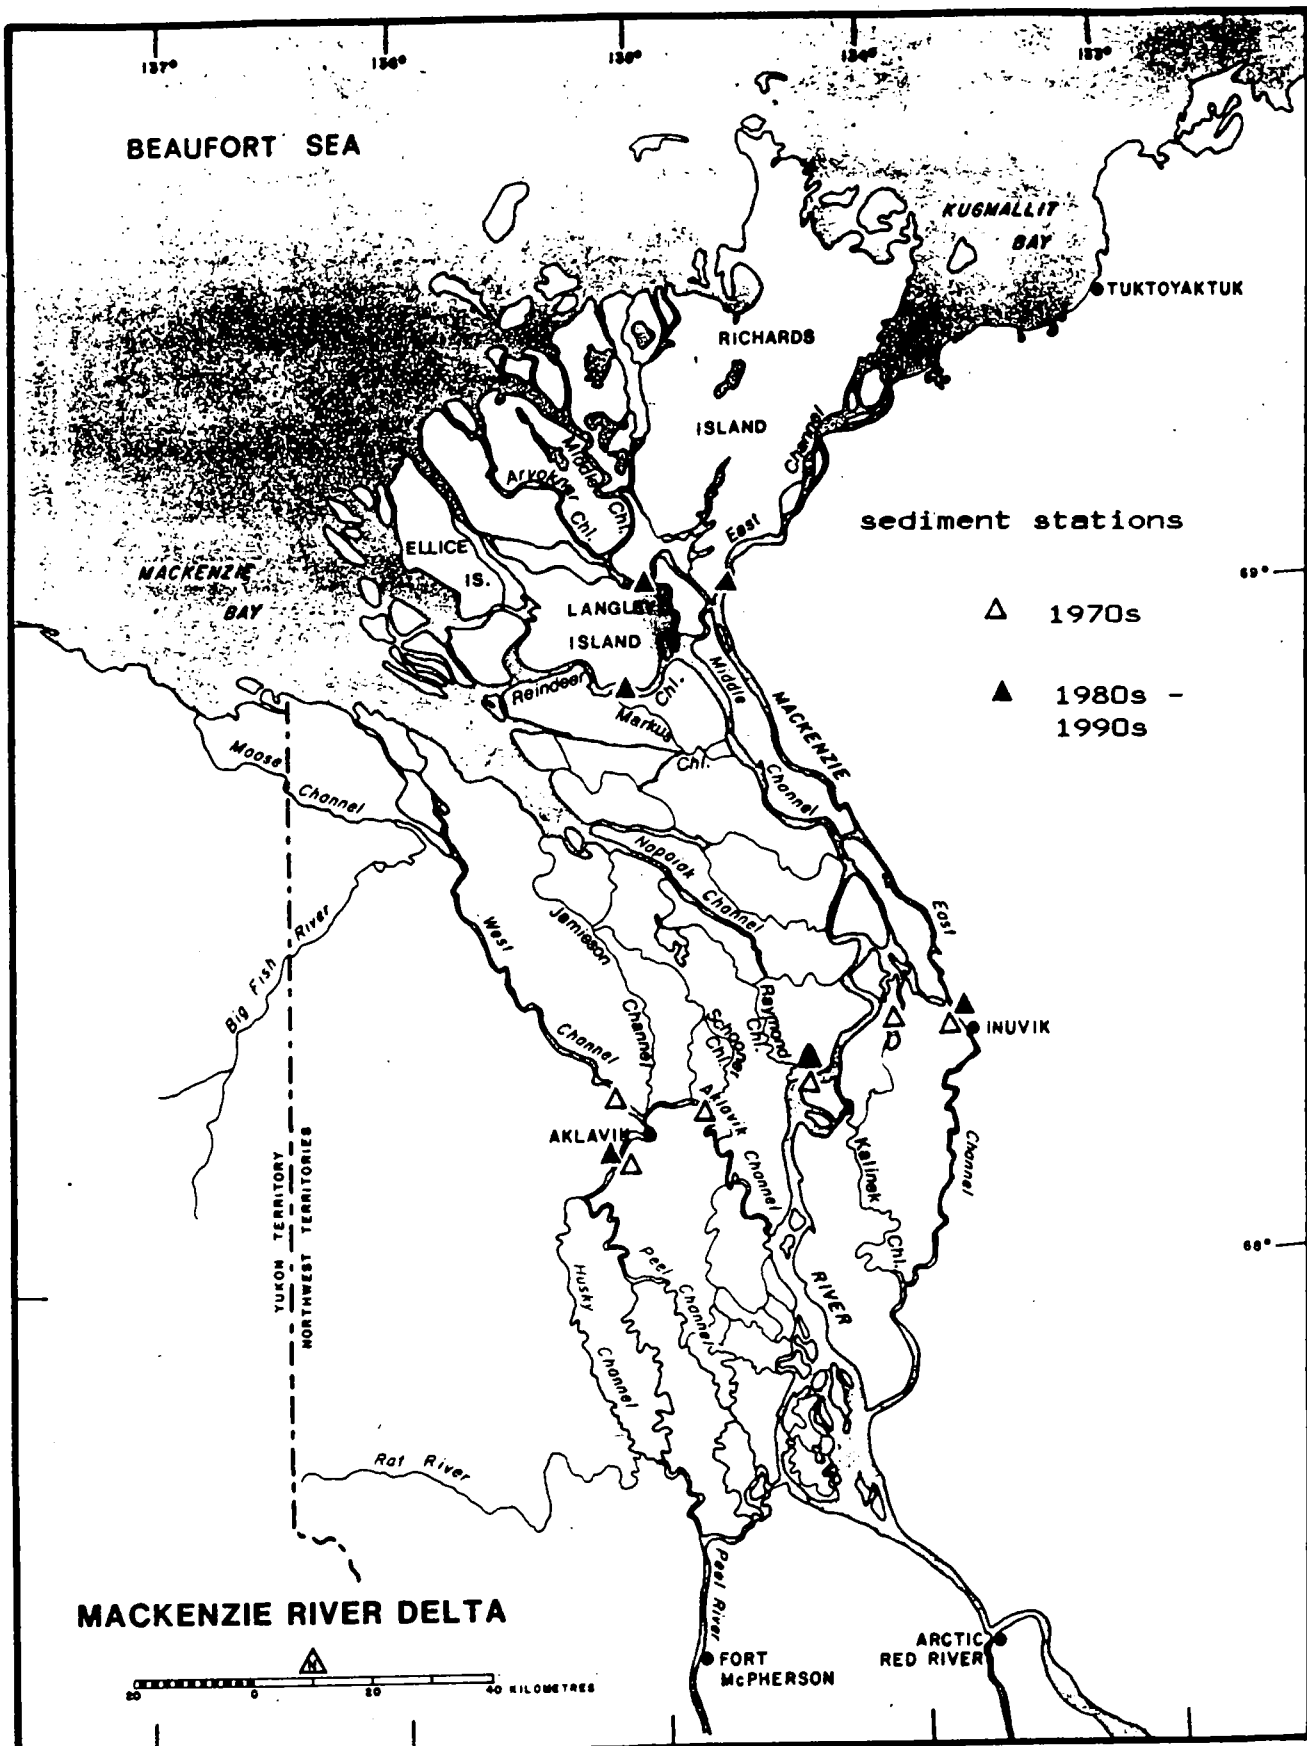 137°
136°
135°
134°
133°
BEAUFORT SEA
KUGMALLIT
BAY
TUKTOYAKTUK
RICHARDS
ISLAND
East
Channel
Middle
Chl.
Arvoknar
Chl.
sediment stations
△ 1970s
▲ 1980s -
1990s
69°
ELLICE
IS.
MACKENZIE
BAY
LANGLEY
ISLAND
Reindeer
Chl.
Markus
Chl.
Middle
Channel
MACKENZIE
Moose
Channel
Napoiak
Channel
East
Jamieson
Channel
West
Channel
Big Fish River
Schooner
Chl.
Raymond
Chl.
INUVIK
AKLAVIK
Aklavik
Channel
Kalinek
Chl.
Channel
68°
YUKON TERRITORY
NORTHWEST TERRITORIES
Husky
Channel
Peel
Channel
RIVER
Rat River
Peel River
MACKENZIE RIVER DELTA
N
20 0 20 40 KILOMETRES
FORT
McPHERSON
ARCTIC
RED RIVER